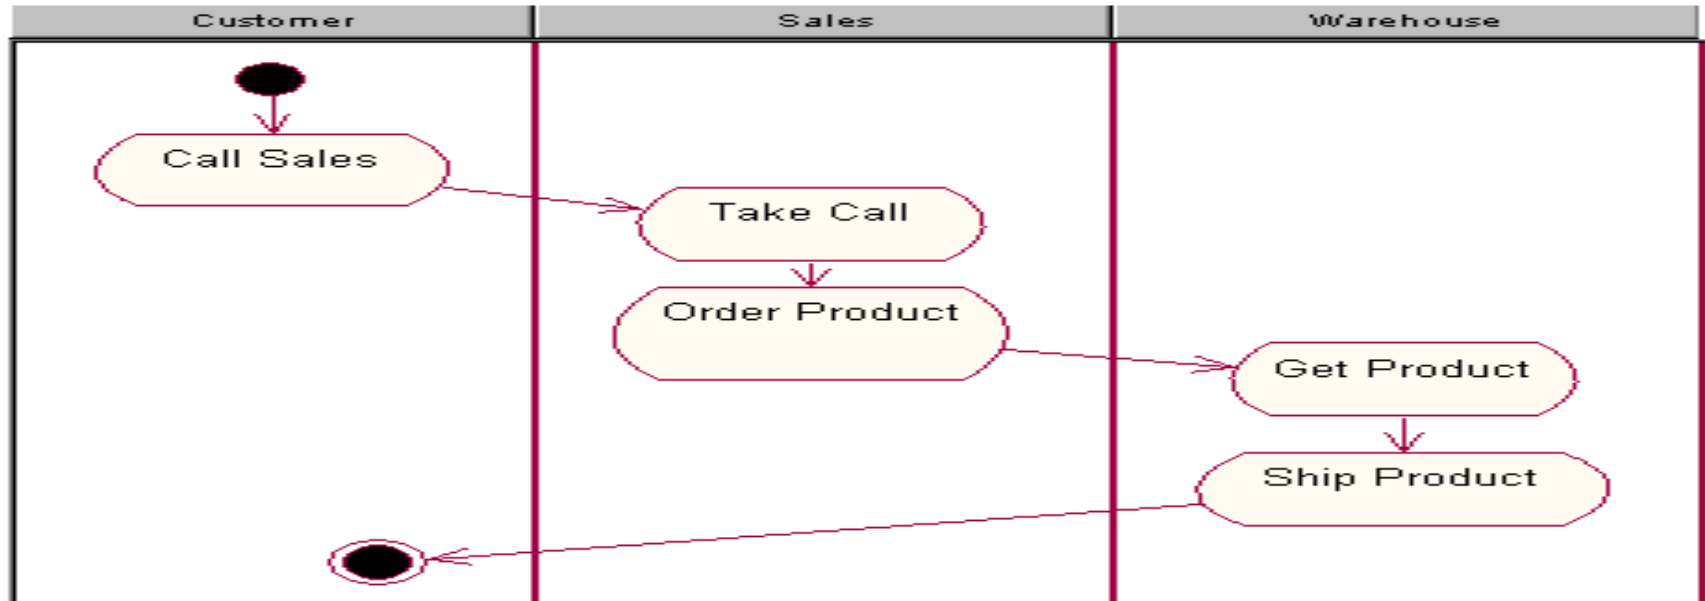 Customer
Sales
Warehouse
Call Sales
Take Call
Order Product
Get Product
Ship Product